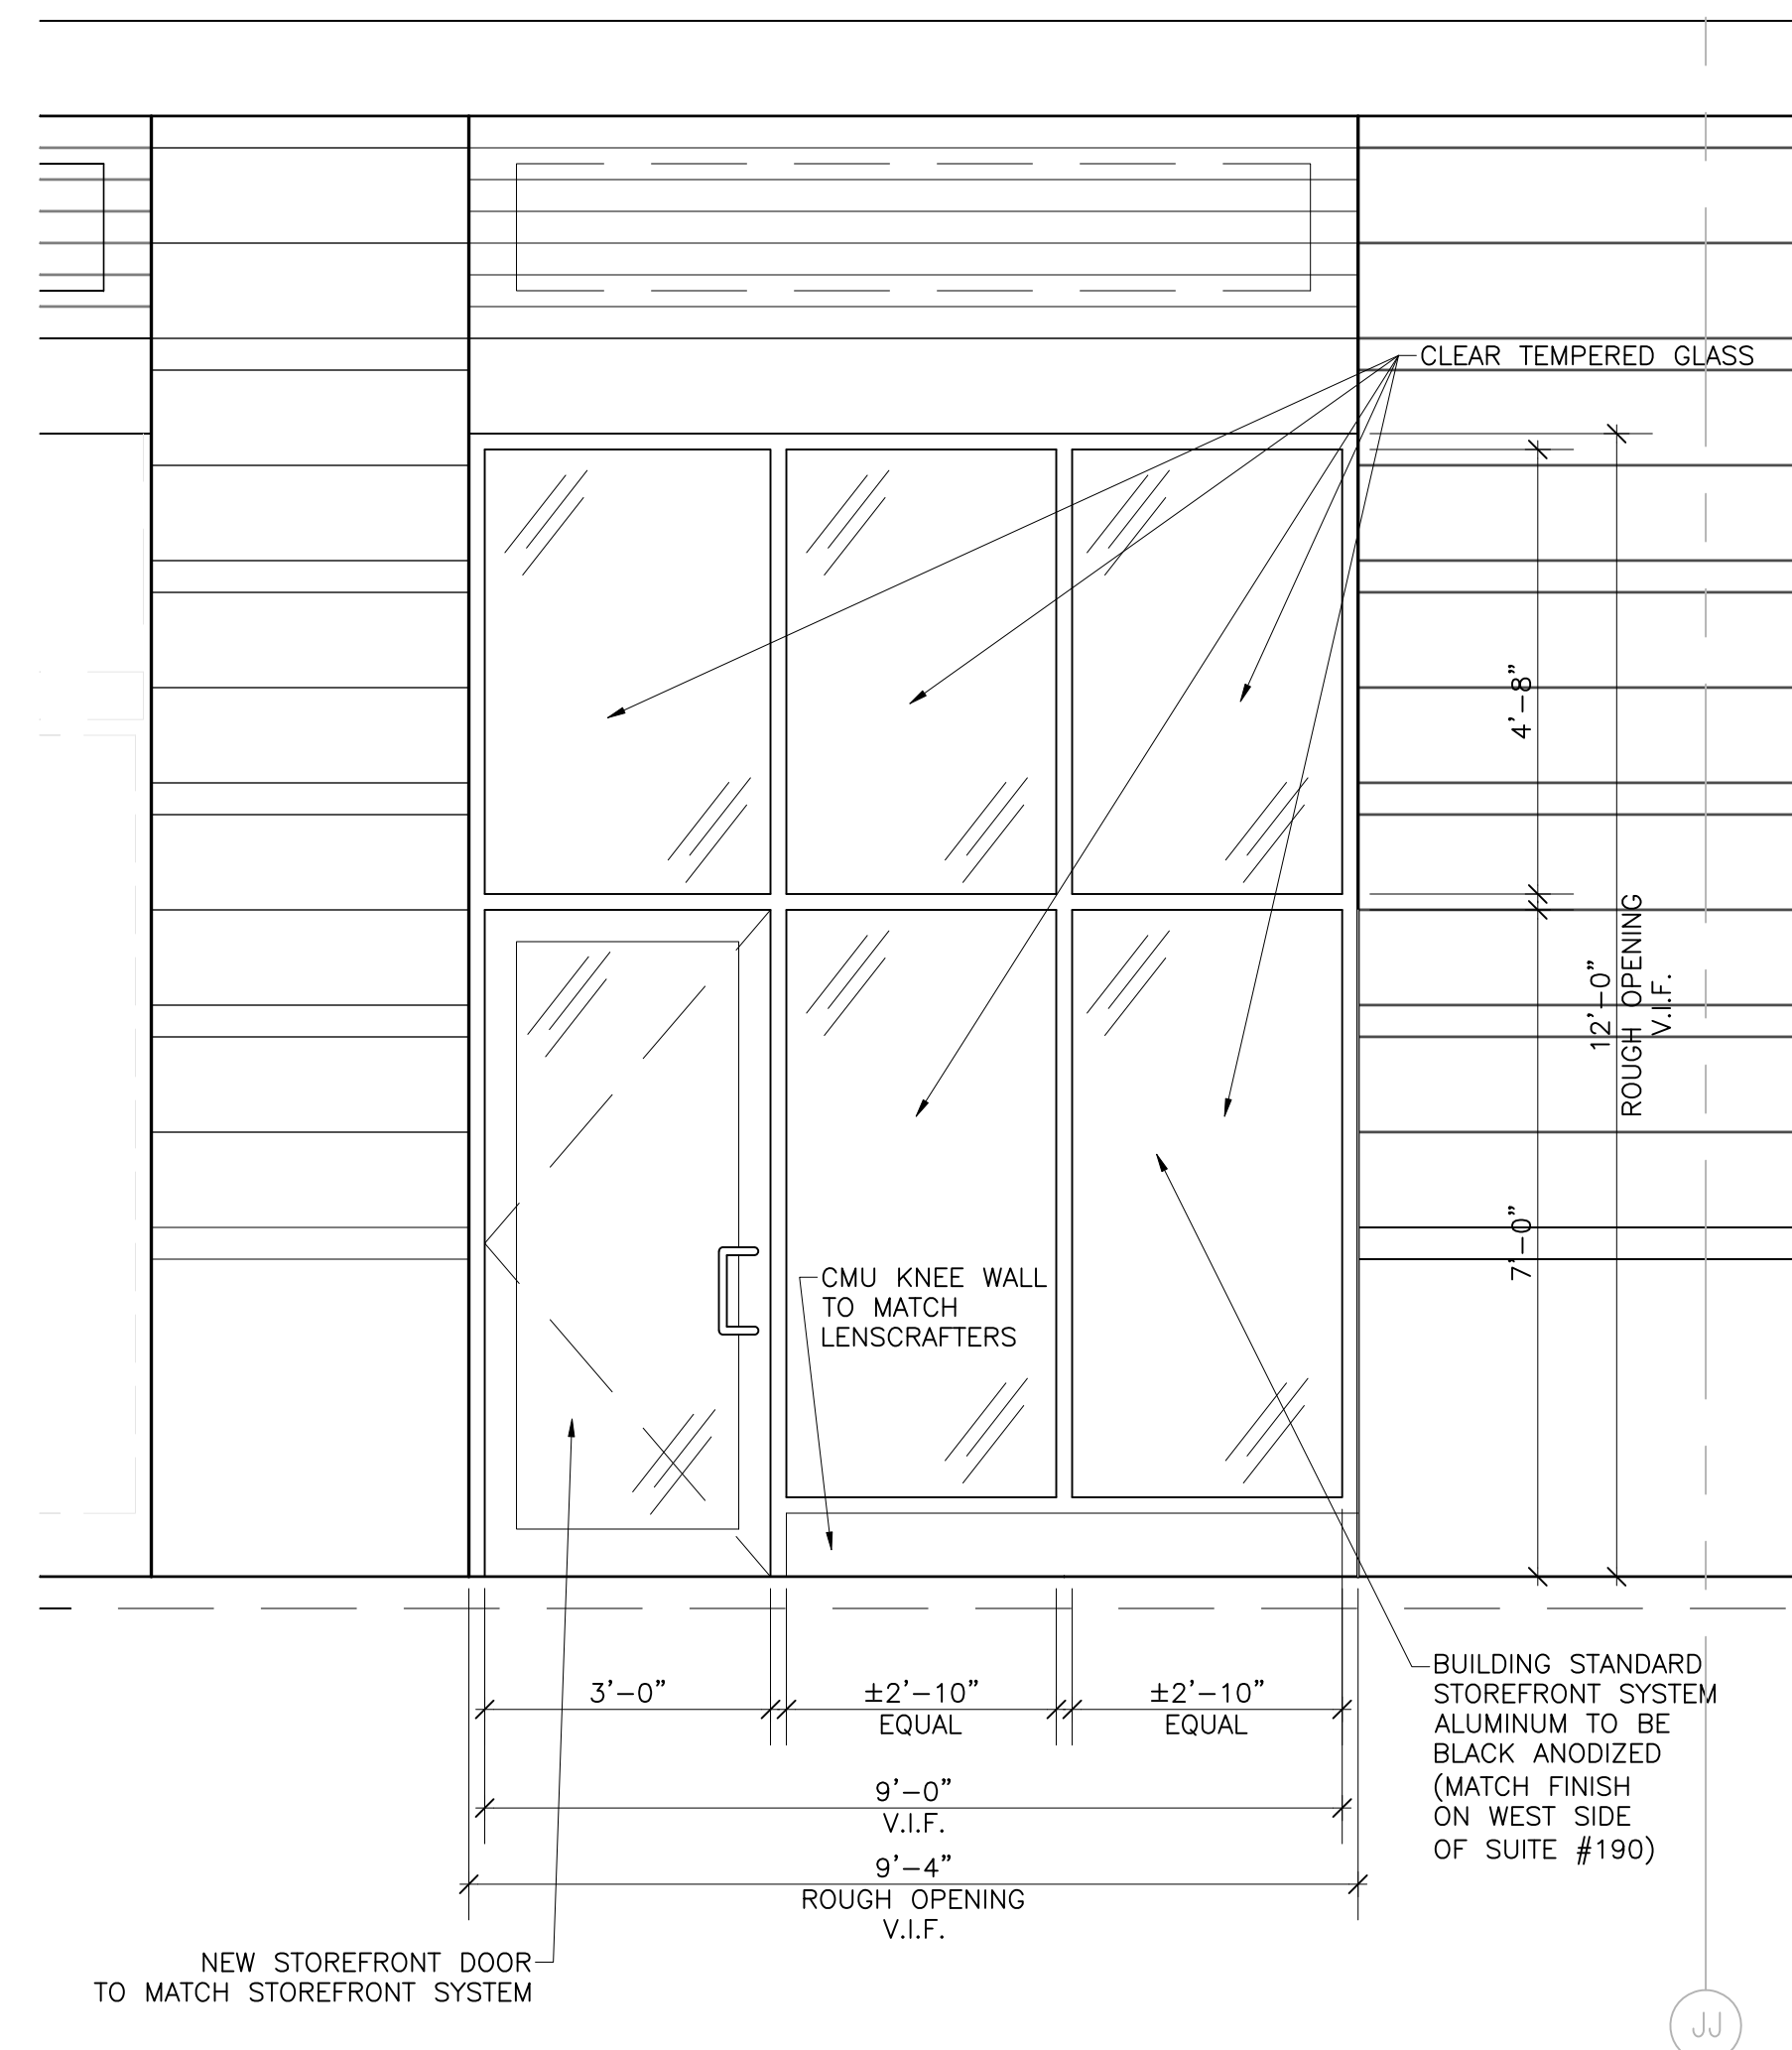 CLEAR TEMPERED GLASS
4'-8"
12'-0"
ROUGH OPENING
V.I.F.
7'-0"
CMU KNEE WALL
TO MATCH
LENSCRAFTERS
3'-0"
±2'-10"
EQUAL
±2'-10"
EQUAL
9'-0"
V.I.F.
9'-4"
ROUGH OPENING
V.I.F.
BUILDING STANDARD
STOREFRONT SYSTEM
ALUMINUM TO BE
BLACK ANODIZED
(MATCH FINISH
ON WEST SIDE
OF SUITE #190)
NEW STOREFRONT DOOR
TO MATCH STOREFRONT SYSTEM
JJ